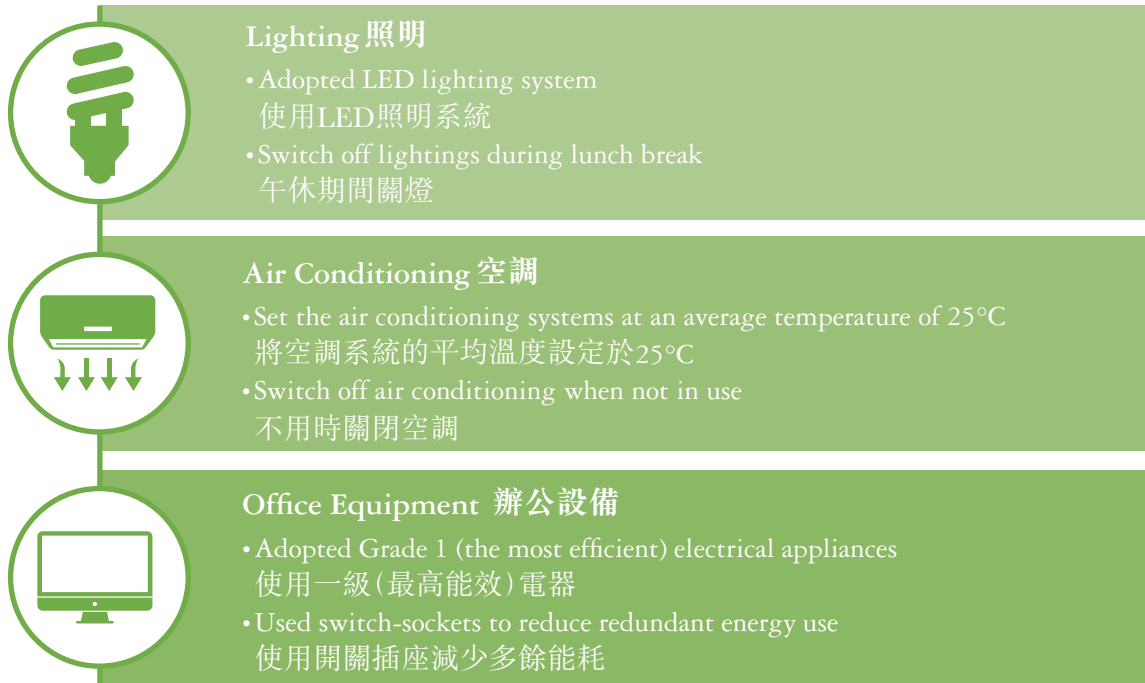 Lighting 照明
• Adopted LED lighting system
使用LED照明系統
• Switch off lightings during lunch break
午休期間關燈
Air Conditioning 空調
• Set the air conditioning systems at an average temperature of 25°C
將空調系統的平均溫度設定於25°C
• Switch off air conditioning when not in use
不用時關閉空調
Office Equipment 辦公設備
• Adopted Grade 1 (the most efficient) electrical appliances
使用一級(最高能效)電器
• Used switch-sockets to reduce redundant energy use
使用開關插座減少多餘能耗